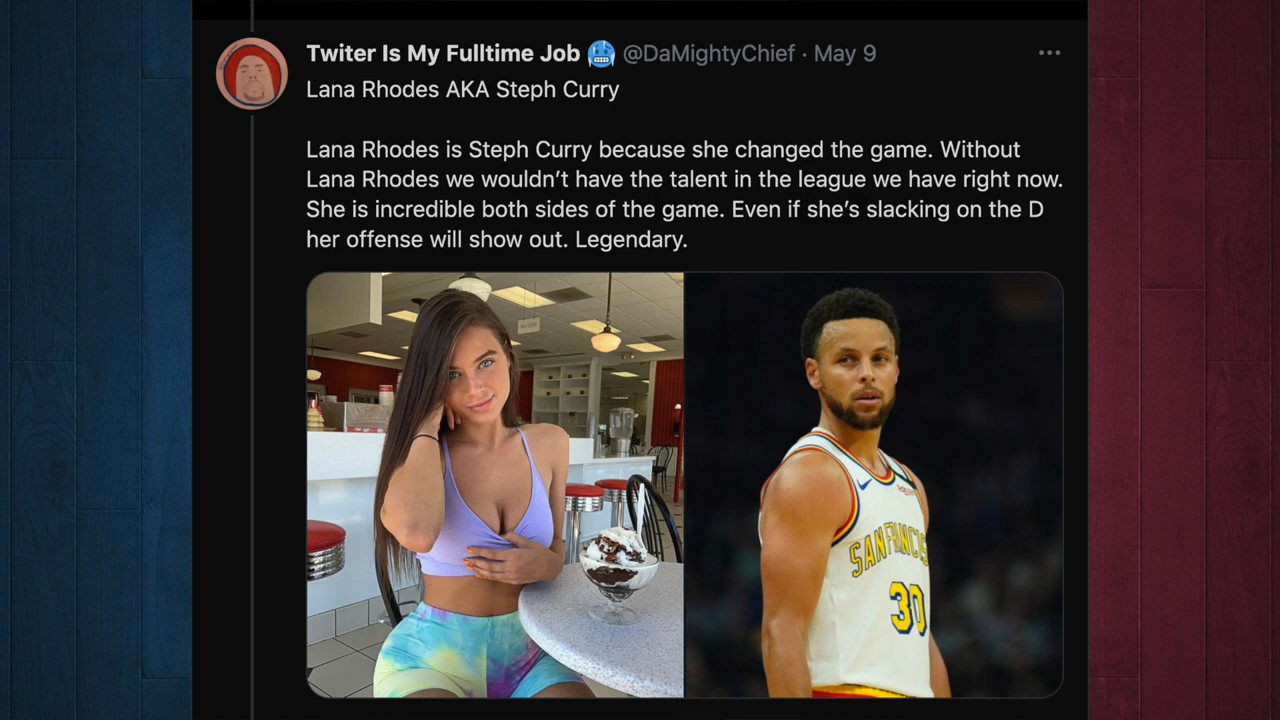 Twiter Is My Fulltime Job 🥶 @DaMightyChief · May 9
Lana Rhodes AKA Steph Curry
Lana Rhodes is Steph Curry because she changed the game. Without
Lana Rhodes we wouldn’t have the talent in the league we have right now.
She is incredible both sides of the game. Even if she’s slacking on the D
her offense will show out. Legendary.
SAN FRANCIS
30